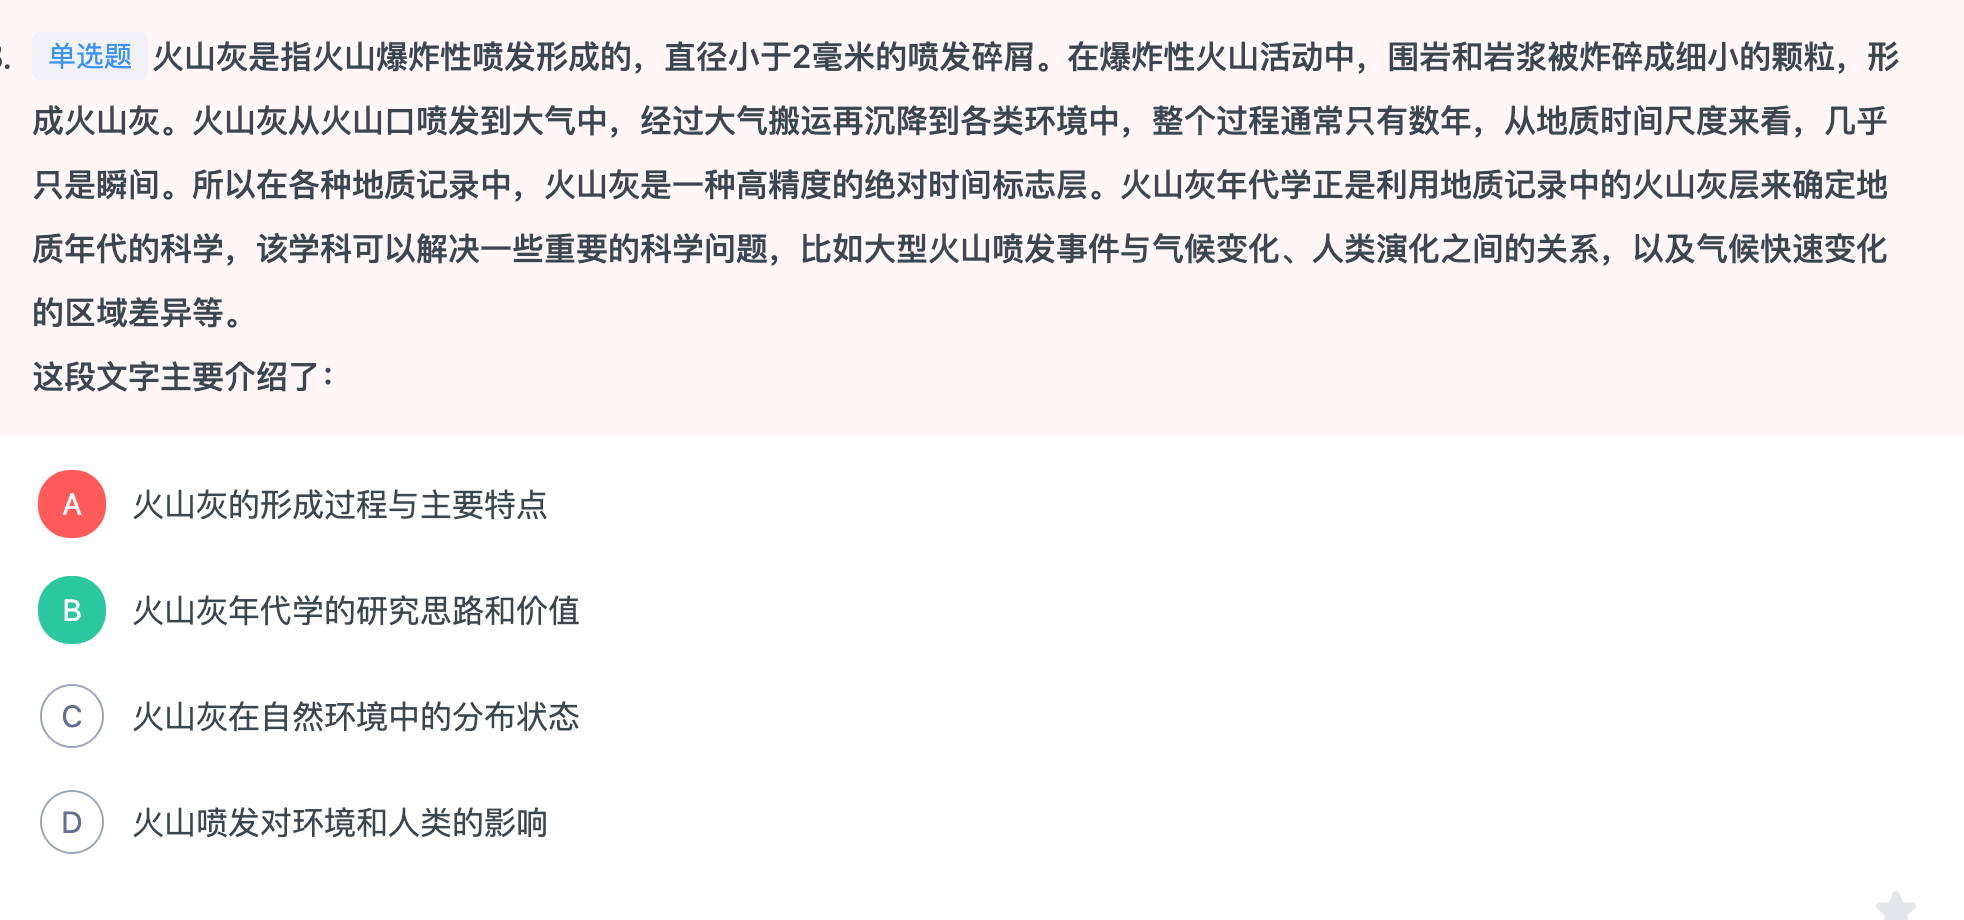 单选题 火山灰是指火山爆炸性喷发形成的，直径小于2毫米的喷发碎屑。在爆炸性火山活动中，围岩和岩浆被炸碎成细小的颗粒，形
成火山灰。火山灰从火山口喷发到大气中，经过大气搬运再沉降到各类环境中，整个过程通常只有数年，从地质时间尺度来看，几乎
只是瞬间。所以在各种地质记录中，火山灰是一种高精度的绝对时间标志层。火山灰年代学正是利用地质记录中的火山灰层来确定地
质年代的科学，该学科可以解决一些重要的科学问题，比如大型火山喷发事件与气候变化、人类演化之间的关系，以及气候快速变化
的区域差异等。
这段文字主要介绍了：
A 火山灰的形成过程与主要特点
B 火山灰年代学的研究思路和价值
C 火山灰在自然环境中的分布状态
D 火山喷发对环境和人类的影响